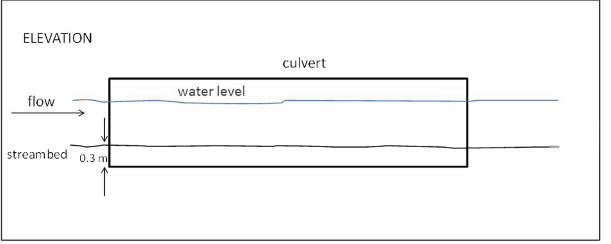 ELEVATION
culvert
water level
flow
streambed
0.3 m